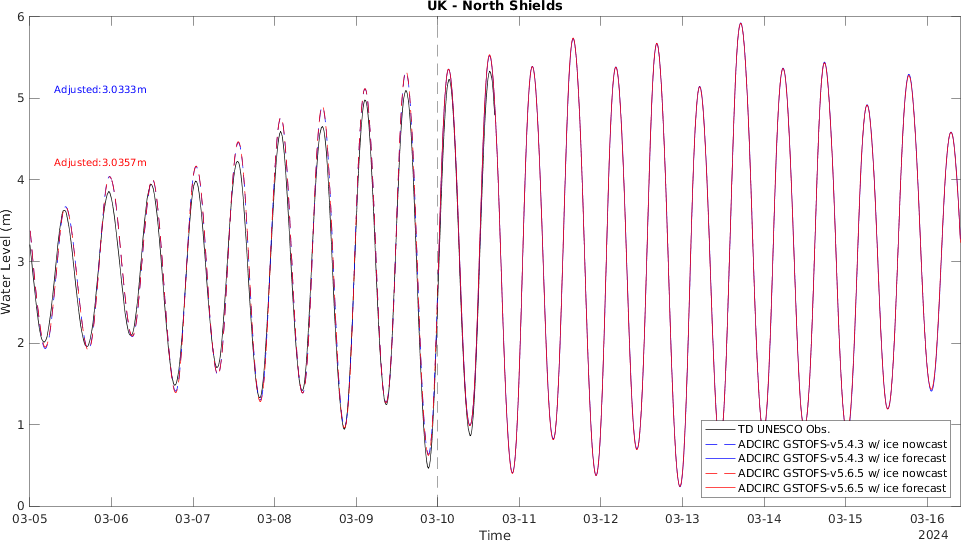 UK - North Shields
6
5
4
3
2
1
0
Water Level (m)
Adjusted:3.0333m
Adjusted:3.0357m
TD UNESCO Obs.
ADCIRC GSTOFS-v5.4.3 w/ ice nowcast
ADCIRC GSTOFS-v5.4.3 w/ ice forecast
ADCIRC GSTOFS-v5.6.5 w/ ice nowcast
ADCIRC GSTOFS-v5.6.5 w/ ice forecast
03-05 03-06 03-07 03-08 03-09 03-10 03-11 03-12 03-13 03-14 03-15 03-16
Time
2024